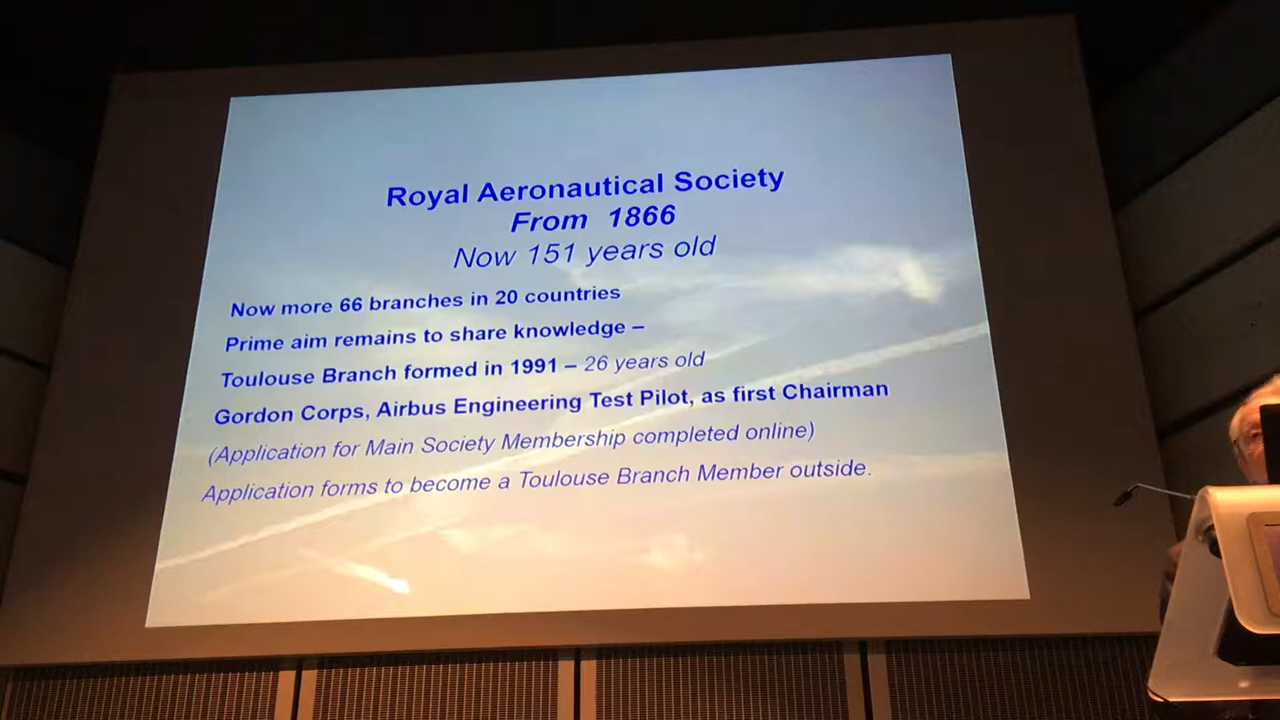 Royal Aeronautical Society
From 1866
Now 151 years old
Now more 66 branches in 20 countries
Prime aim remains to share knowledge –
Toulouse Branch formed in 1991 – 26 years old
Gordon Corps, Airbus Engineering Test Pilot, as first Chairman
(Application for Main Society Membership completed online)
Application forms to become a Toulouse Branch Member outside.